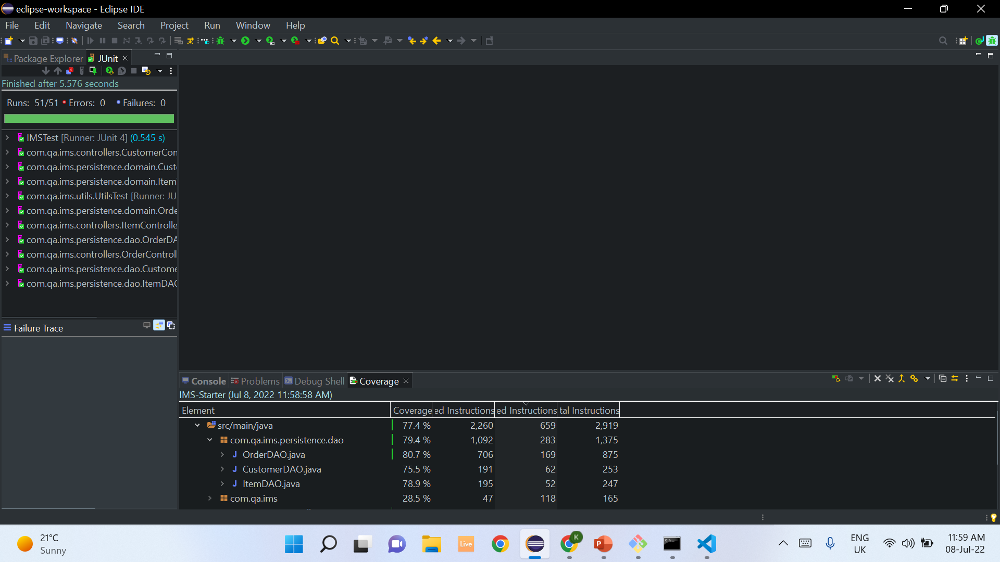 eclipse-workspace - Eclipse IDE
File Edit Navigate Search Project Run Window Help
Package Explorer JUnit
Finished after 5.576 seconds
Runs: 51/51 Errors: 0 Failures: 0
IMSTest [Runner: JUnit 4] (0.545 s)
com.qa.ims.controllers.CustomerCon
com.qa.ims.persistence.domain.Cust
com.qa.ims.persistence.domain.Item
com.qa.ims.utils.UtilsTest [Runner: JU
com.qa.ims.persistence.domain.Orde
com.qa.ims.controllers.ItemControlle
com.qa.ims.persistence.dao.OrderDA
com.qa.ims.controllers.OrderControll
com.qa.ims.persistence.dao.Custome
com.qa.ims.persistence.dao.ItemDAO
Failure Trace
Console Problems Debug Shell Coverage
IMS-Starter (Jul 8, 2022 11:58:58 AM)
Element Coverage ed Instructions ed Instructions tal Instructions
src/main/java 77.4 % 2,260 659 2,919
com.qa.ims.persistence.dao 79.4 % 1,092 283 1,375
OrderDAO.java 80.7 % 706 169 875
CustomerDAO.java 75.5 % 191 62 253
ItemDAO.java 78.9 % 195 52 247
com.qa.ims 28.5 % 47 118 165
21°C
Sunny
Live
K
ENG
UK
11:59 AM
08-Jul-22